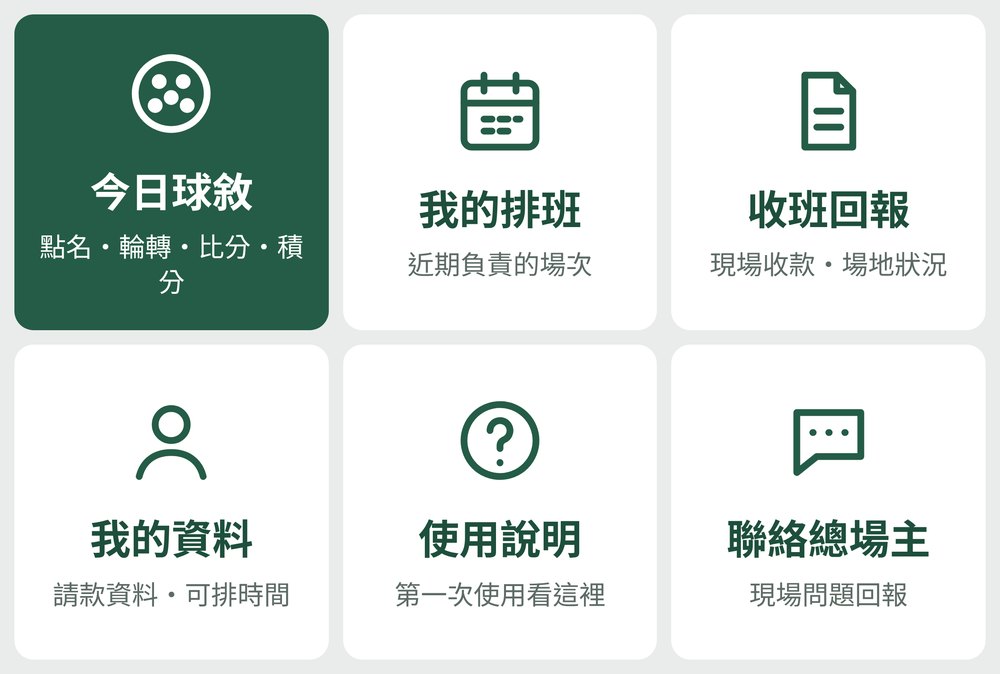 今日球敘
點名・輪轉・比分・積
分
我的排班
近期負責的場次
收班回報
現場收款・場地狀況
我的資料
請款資料・可排時間
使用說明
第一次使用看這裡
聯絡總場主
現場問題回報